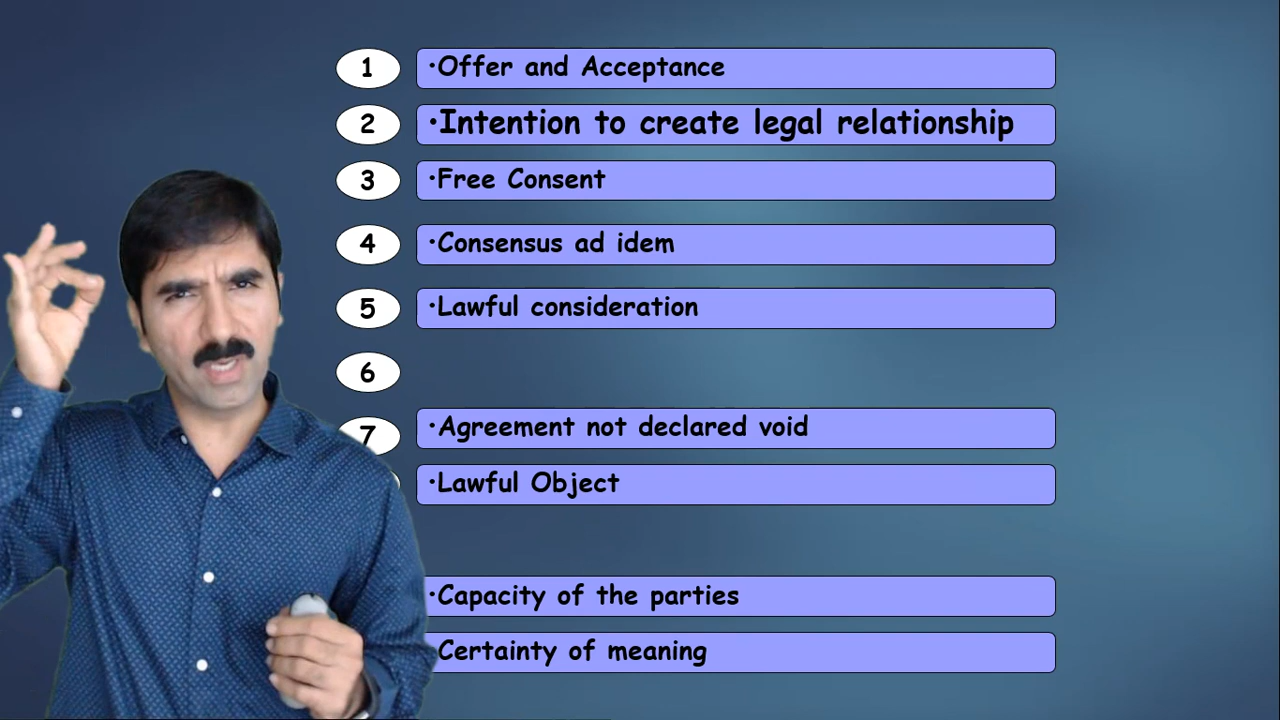 1 •Offer and Acceptance
2 •Intention to create legal relationship
3 •Free Consent
4 •Consensus ad idem
5 •Lawful consideration
6
7 •Agreement not declared void
•Lawful Object
•Capacity of the parties
Certainty of meaning